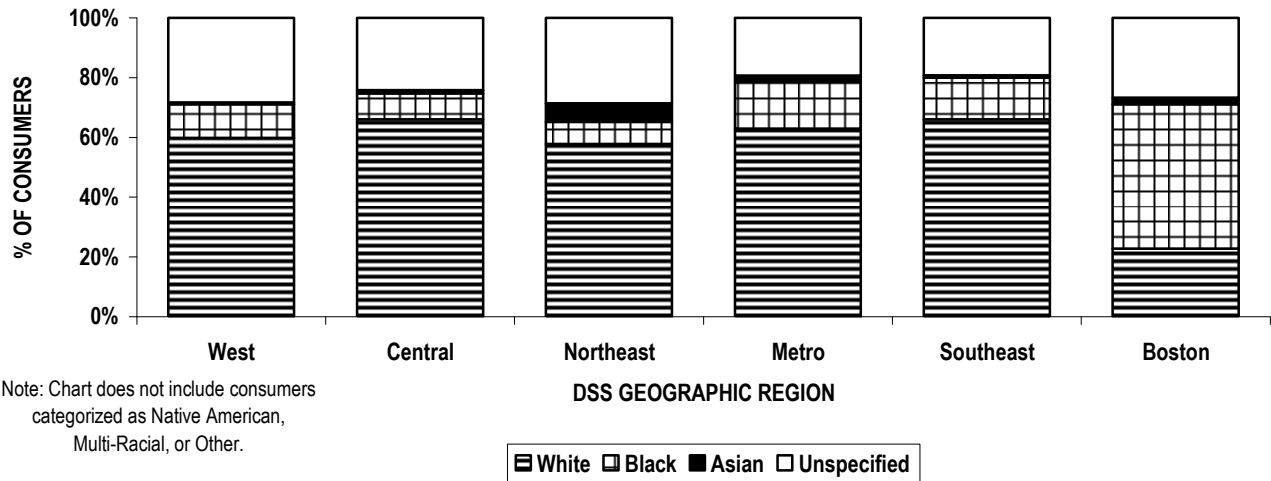 100%
80%
60%
40%
20%
0%
% OF CONSUMERS
West Central Northeast Metro Southeast Boston
DSS GEOGRAPHIC REGION
Note: Chart does not include consumers
categorized as Native American,
Multi-Racial, or Other.
White Black Asian Unspecified